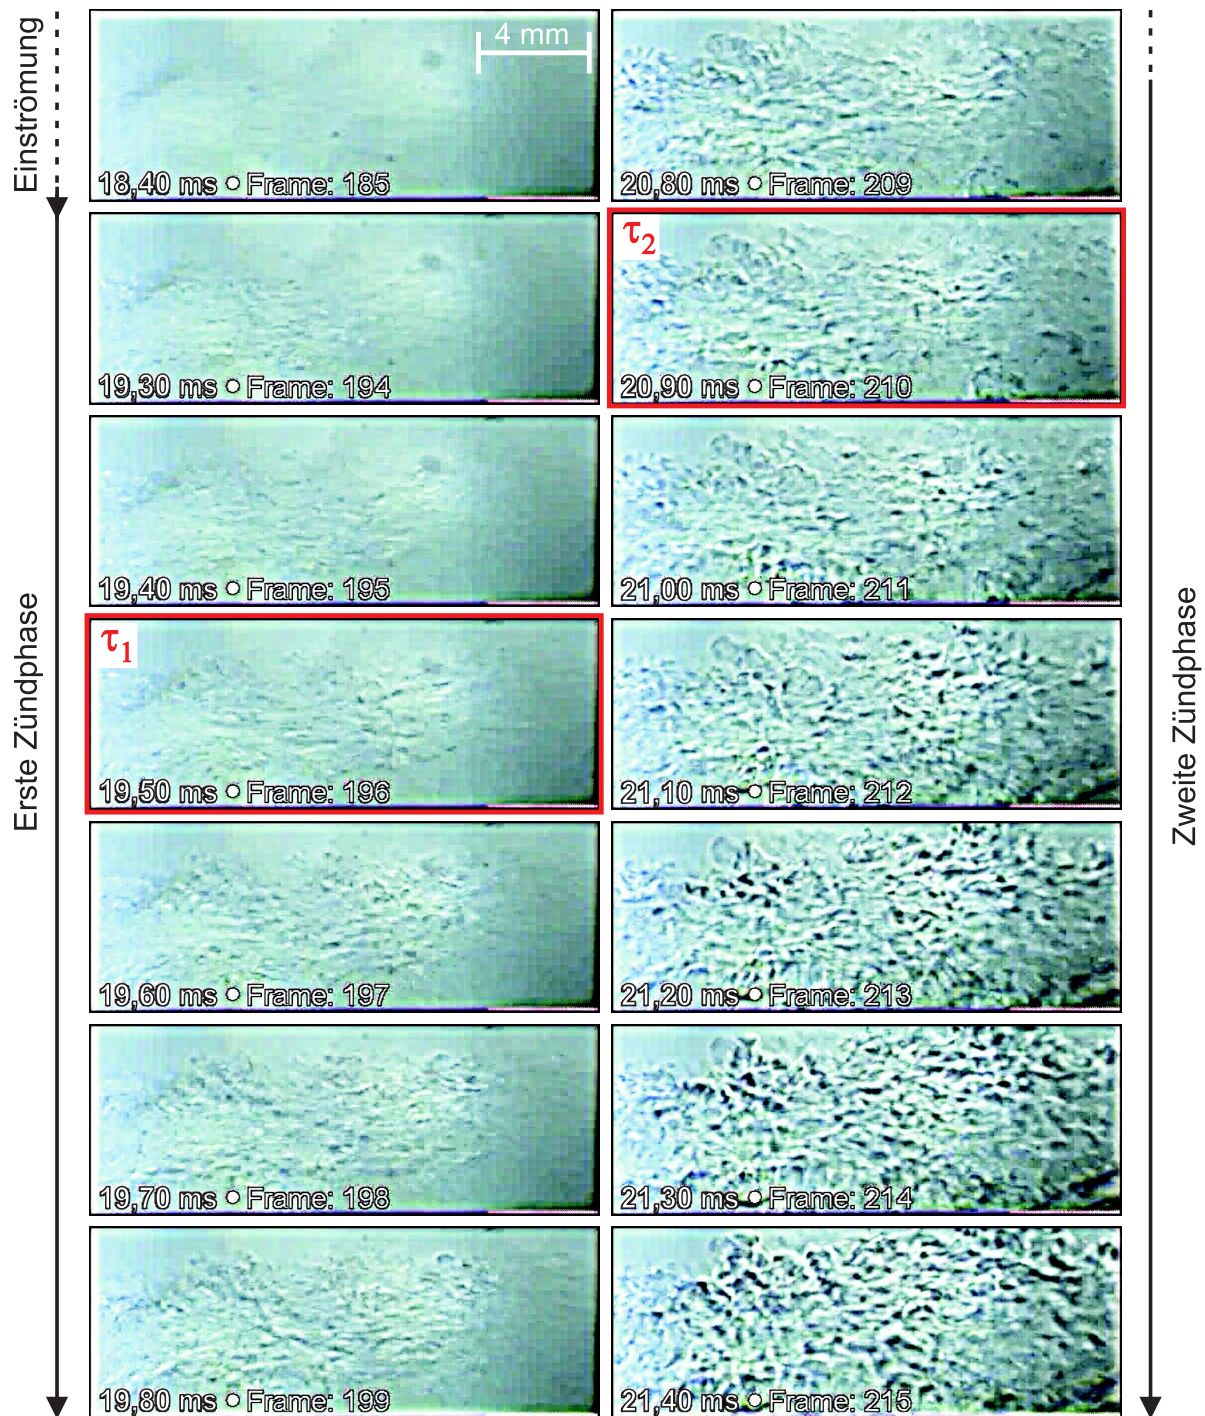 Einströmung
Erste Zündphase
4 mm
18,40 ms Frame: 185
19,30 ms Frame: 194
19,40 ms Frame: 195
τ1
19,50 ms Frame: 196
19,60 ms Frame: 197
19,70 ms Frame: 198
19,80 ms Frame: 199
20,80 ms Frame: 209
τ2
20,90 ms Frame: 210
21,00 ms Frame: 211
21,10 ms Frame: 212
21,20 ms Frame: 213
21,30 ms Frame: 214
21,40 ms Frame: 215
Zweite Zündphase